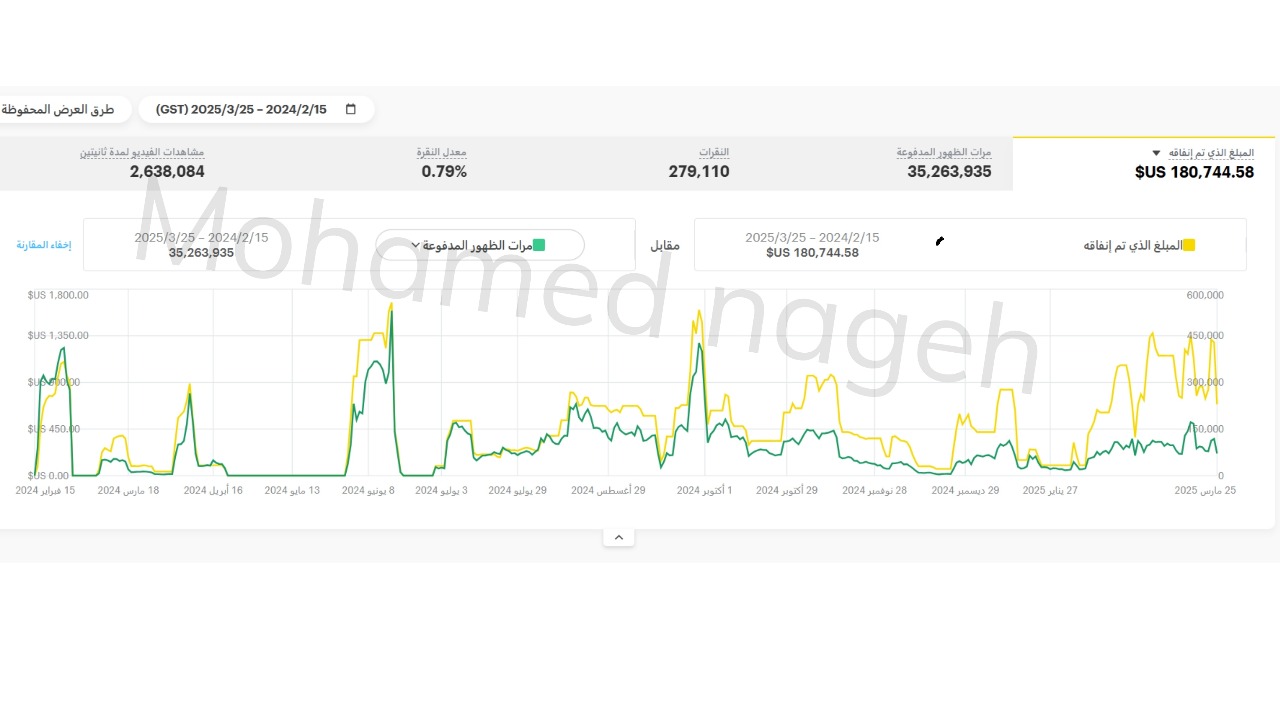 2024/2/15 – 2025/3/25 (GST)
طرق العرض المحفوظة
المبلغ الذي تم إنفاقه
$US 180,744.58
مرات الظهور المدفوعة
35,263,935
النقرات
279,110
معدل النقرة
0.79%
مشاهدات الفيديو لمدة ثانيتين
2,638,084
المبلغ الذي تم إنفاقه
2024/2/15 – 2025/3/25
$US 180,744.58
مقابل
مرات الظهور المدفوعة
2024/2/15 – 2025/3/25
35,263,935
إخفاء المقارنة
Mohamed nageh
$US 1,800.00
$US 1,350.00
$US 900.00
$US 450.00
$US 0.00
600,000
450,000
300,000
150,000
0
15 فبراير 2024
18 مارس 2024
16 أبريل 2024
13 مايو 2024
8 يونيو 2024
3 يوليو 2024
29 يوليو 2024
29 أغسطس 2024
1 أكتوبر 2024
29 أكتوبر 2024
28 نوفمبر 2024
29 ديسمبر 2024
27 يناير 2025
25 مارس 2025